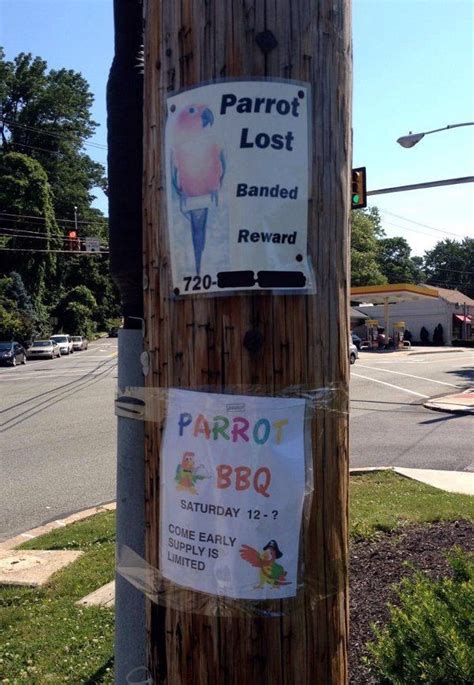 Parrot
Lost
Banded
Reward
720-
PARROT
BBQ
SATURDAY 12 - ?
COME EARLY
SUPPLY IS
LIMITED